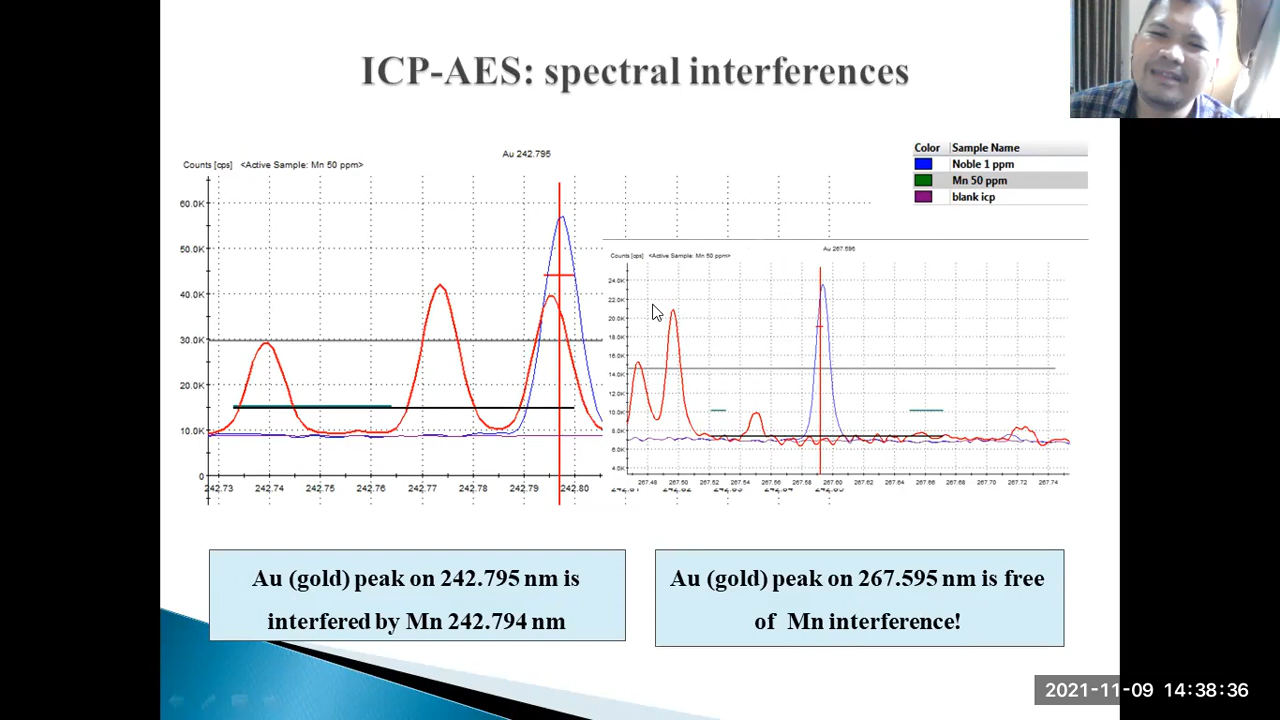 ICP-AES: spectral interferences
Au 242.795
Counts [cps] <Active Sample: Mn 50 ppm>
60.0K
50.0K
40.0K
30.0K
20.0K
10.0K
0
242.73 242.74 242.75 242.76 242.77 242.78 242.79 242.80
Color Sample Name
Noble 1 ppm
Mn 50 ppm
blank icp
Au 267.595
Counts [cps] <Active Sample: Mn 50 ppm>
24.0K
22.0K
20.0K
18.0K
16.0K
14.0K
12.0K
10.0K
8.0K
6.0K
4.0K
267.48 267.50 267.52 267.54 267.56 267.58 267.60 267.62 267.64 267.66 267.68 267.70 267.72 267.74
Au (gold) peak on 242.795 nm is
interfered by Mn 242.794 nm
Au (gold) peak on 267.595 nm is free
of Mn interference!
2021-11-09 14:38:36